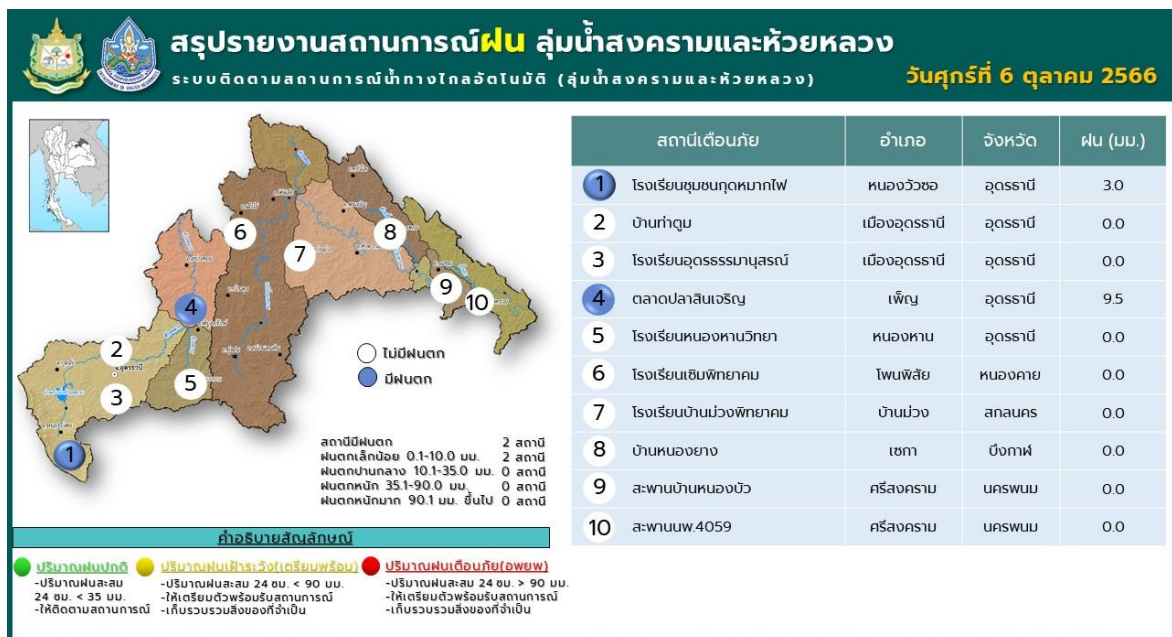 สรุปรายงานสถานการณ์ฝน ลุ่มน้ำสงครามและห้วยหลวง
ระบบติดตามสถานการณ์น้ำทางไกลอัตโนมัติ (ลุ่มน้ำสงครามและห้วยหลวง)
วันศุกร์ที่ 6 ตุลาคม 2566
6
8
7
9
10
4
2
อุดรธานี
3
5
1
ไม่มีฝนตก
มีฝนตก
สถานีมีฝนตก 2 สถานี
ฝนตกเล็กน้อย 0.1-10.0 มม. 2 สถานี
ฝนตกปานกลาง 10.1-35.0 มม. 0 สถานี
ฝนตกหนัก 35.1-90.0 มม. 0 สถานี
ฝนตกหนักมาก 90.1 มม. ขึ้นไป 0 สถานี
สถานีเตือนภัย อำเภอ จังหวัด ฝน (มม.)
1 โรงเรียนชุมชนกุดหมากไฟ หนองวัวซอ อุดรธานี 3.0
2 บ้านท่าตูม เมืองอุดรธานี อุดรธานี 0.0
3 โรงเรียนอุดรธรรมานุสรณ์ เมืองอุดรธานี อุดรธานี 0.0
4 ตลาดปลาสินเจริญ เพ็ญ อุดรธานี 9.5
5 โรงเรียนหนองหานวิทยา หนองหาน อุดรธานี 0.0
6 โรงเรียนเซิมพิทยาคม โพนพิสัย หนองคาย 0.0
7 โรงเรียนบ้านม่วงพิทยาคม บ้านม่วง สกลนคร 0.0
8 บ้านหนองยาง เซกา บึงกาฬ 0.0
9 สะพานบ้านหนองบัว ศรีสงคราม นครพนม 0.0
10 สะพานนพ.4059 ศรีสงคราม นครพนม 0.0
คำอธิบายสัญลักษณ์
ปริมาณฝนปกติ
-ปริมาณฝนสะสม
24 ชม. < 35 มม.
-ให้ติดตามสถานการณ์
ปริมาณฝนเฝ้าระวัง(เตรียมพร้อม)
-ปริมาณฝนสะสม 24 ชม. < 90 มม.
-ให้เตรียมตัวพร้อมรับสถานการณ์
-เก็บรวบรวมสิ่งของที่จำเป็น
ปริมาณฝนเตือนภัย(อพยพ)
-ปริมาณฝนสะสม 24 ชม. > 90 มม.
-ให้เตรียมตัวพร้อมรับสถานการณ์
-เก็บรวบรวมสิ่งของที่จำเป็น